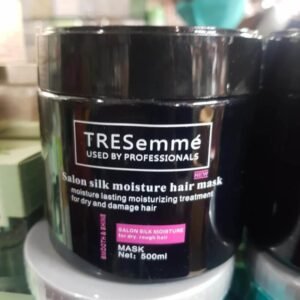 TRESemmé
USED BY PROFESSIONALS
NEW
Salon silk moisture hair mask
moisture lasting moisturizing treatment
for dry and damage hair
SMOOTH & SHINE
SALON SILK MOISTURE
for dry, rough hair
MASK
Net: 500ml